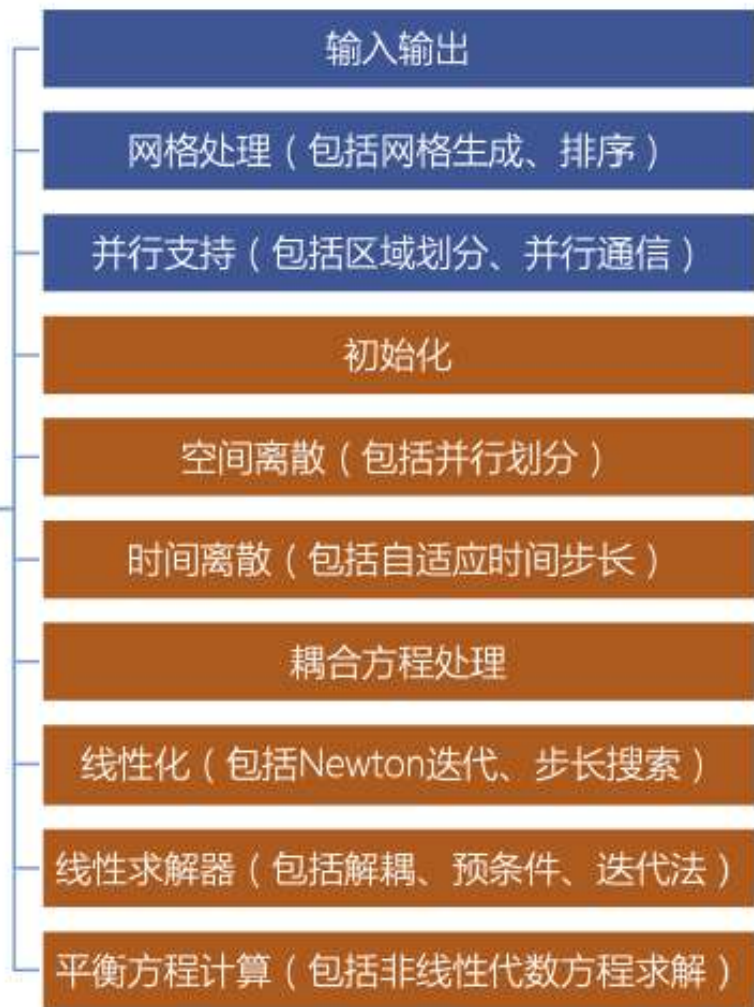 输入输出
网格处理（包括网格生成、排序）
并行支持（包括区域划分、并行通信）
初始化
空间离散（包括并行划分）
时间离散（包括自适应时间步长）
耦合方程处理
线性化（包括Newton迭代、步长搜索）
线性求解器（包括解耦、预条件、迭代法）
平衡方程计算（包括非线性代数方程求解）